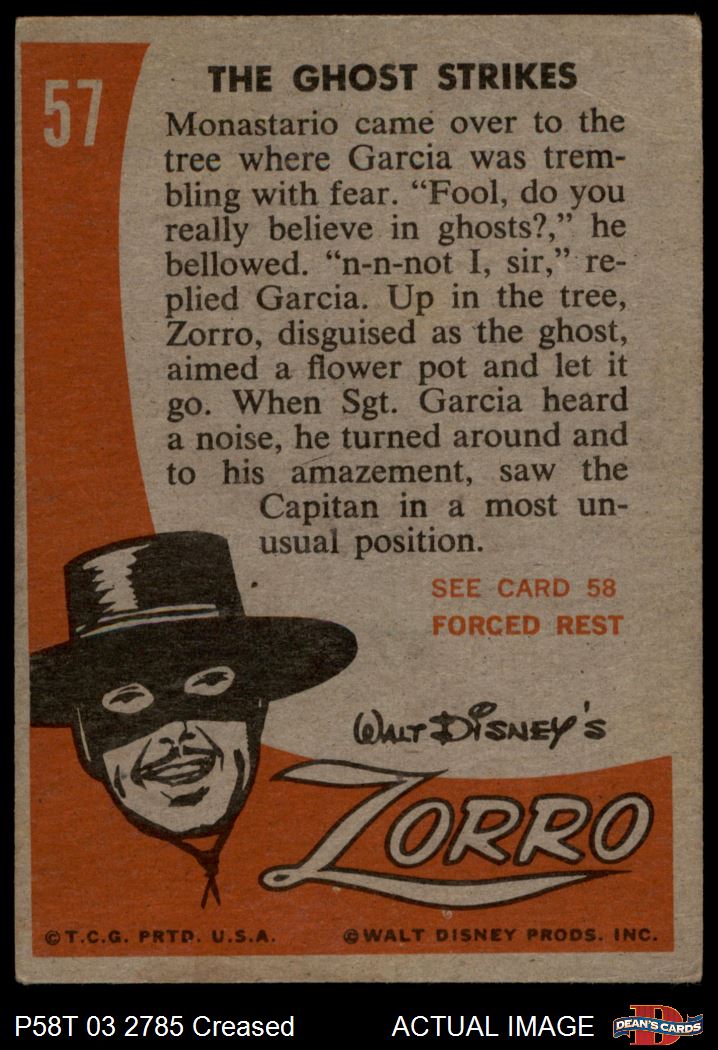 57
THE GHOST STRIKES
Monastario came over to the
tree where Garcia was trem-
bling with fear. “Fool, do you
really believe in ghosts?,” he
bellowed. “n-n-not I, sir,” re-
plied Garcia. Up in the tree,
Zorro, disguised as the ghost,
aimed a flower pot and let it
go. When Sgt. Garcia heard
a noise, he turned around and
to his amazement, saw the
Capitan in a most un-
usual position.
SEE CARD 58
FORCED REST
WALT DISNEY'S
ZORRO
©T.C.G. PRTD. U.S.A.
©WALT DISNEY PRODS. INC.
P58T 03 2785 Creased
ACTUAL IMAGE
DEAN'S CARDS